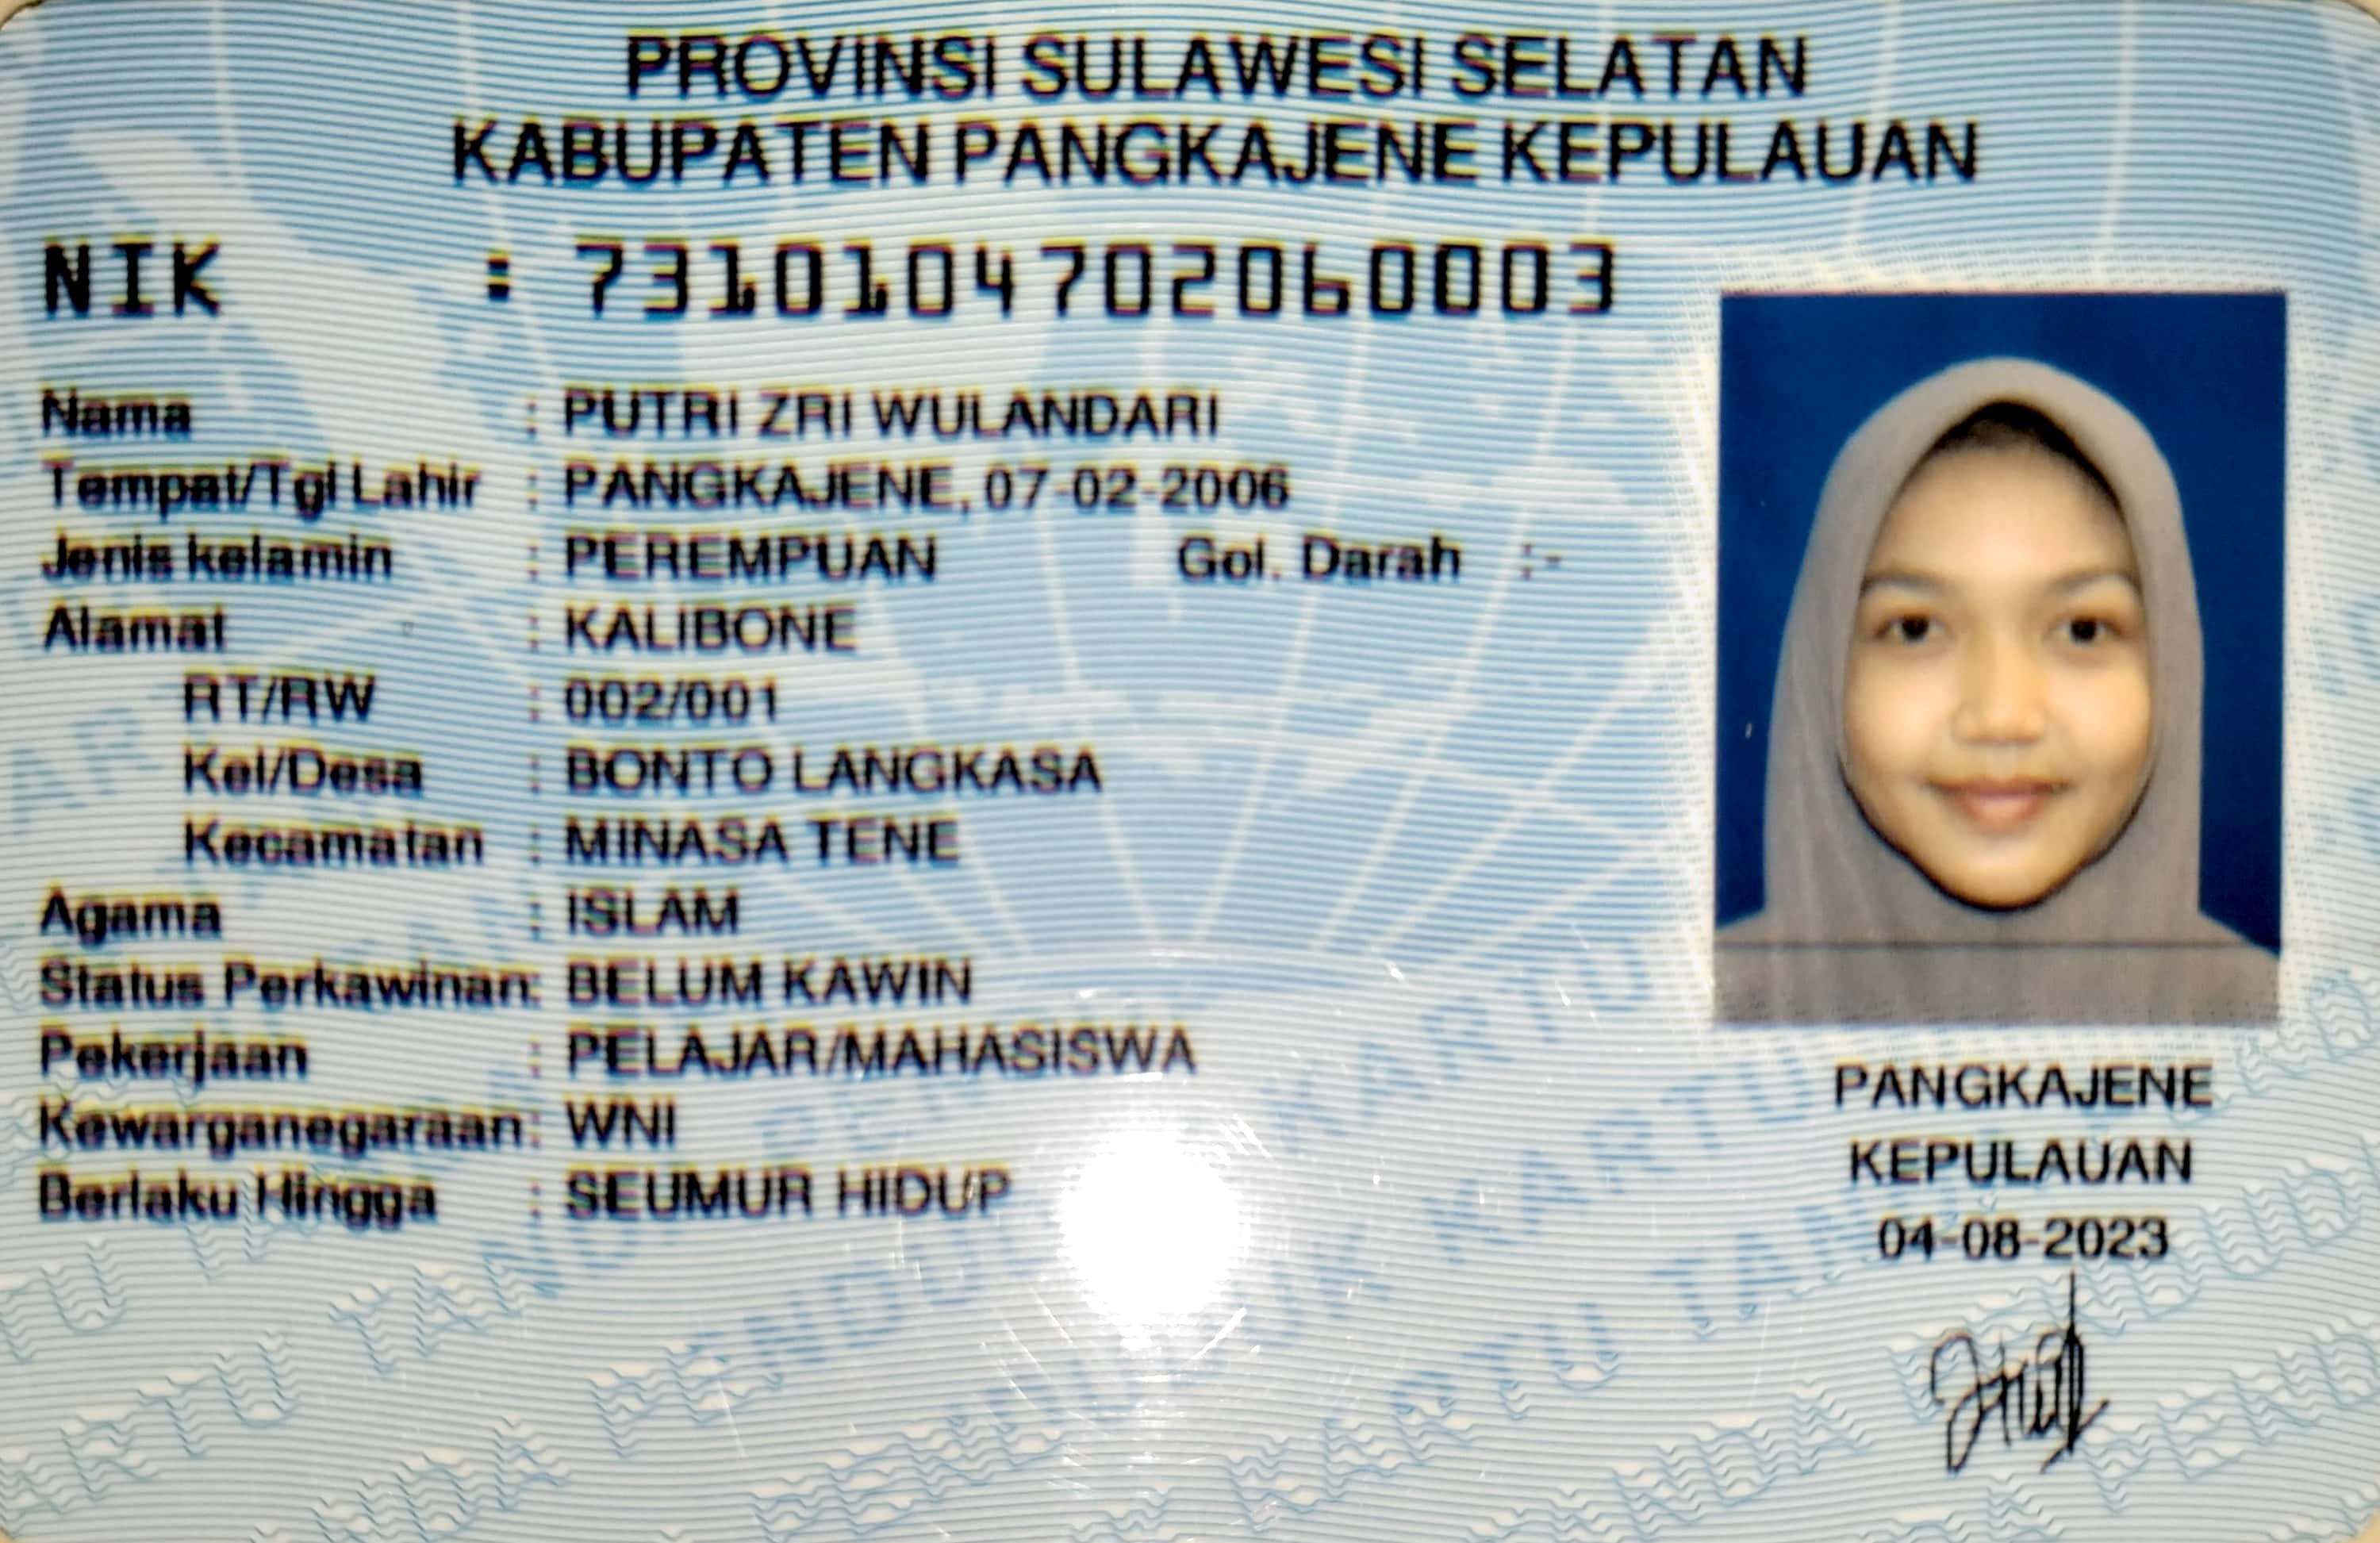 PROVINSI SULAWESI SELATAN
KABUPATEN PANGKAJENE KEPULAUAN
NIK : 7310104702060003
Nama : PUTRI ZRI WULANDARI
Tempat/Tgl Lahir : PANGKAJENE, 07-02-2006
Jenis kelamin : PEREMPUAN Gol. Darah :-
Alamat : KALIBONE
RT/RW : 002/001
Kel/Desa : BONTO LANGKASA
Kecamatan : MINASA TENE
Agama : ISLAM
Status Perkawinan: BELUM KAWIN
Pekerjaan : PELAJAR/MAHASISWA
Kewarganegaraan: WNI
Berlaku Hingga : SEUMUR HIDUP
PANGKAJENE
KEPULAUAN
04-08-2023